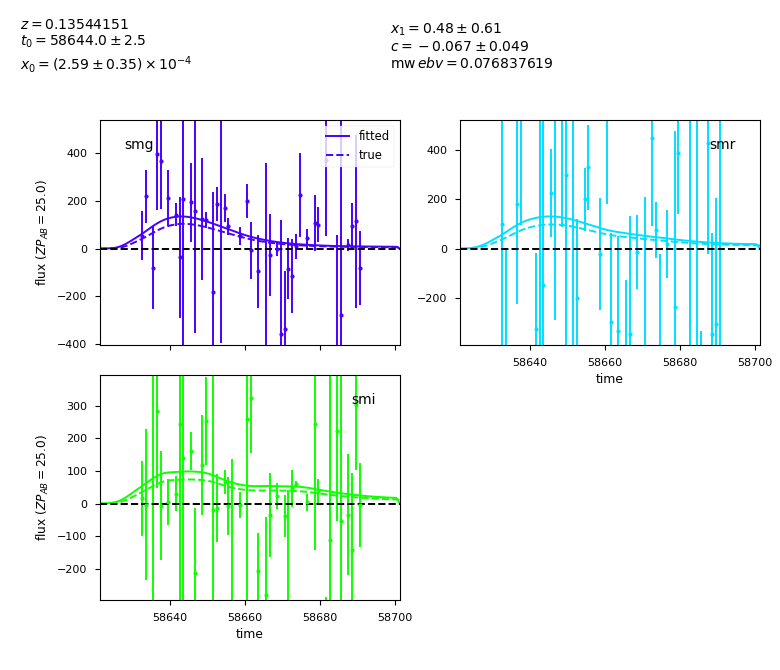 z = 0.13544151
t0 = 58644.0 ± 2.5
x0 = (2.59 ± 0.35) × 10^−4
x1 = 0.48 ± 0.61
c = −0.067 ± 0.049
mw ebv = 0.076837619
smg
fitted
true
400
200
0
−200
−400
flux (ZP_AB = 25.0)
smr
400
200
0
−200
58640 58660 58680 58700
time
smi
300
200
100
0
−100
−200
flux (ZP_AB = 25.0)
58640 58660 58680 58700
time